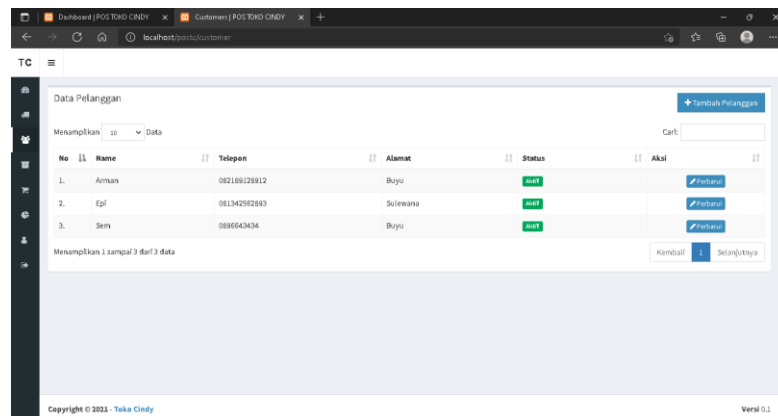 Dashboard | POS TOKO CINDY
Customers | POS TOKO CINDY
localhost/postc/customer
TC
Data Pelanggan
Tambah Pelanggan
Menampilkan 10 Data
Cari:
No Name Telepon Alamat Status Aksi
1. Arman 082189128912 Buyu Aktif Perbarui
2. Epi 081342562893 Sulewana Aktif Perbarui
3. Sem 0896643434 Buyu Aktif Perbarui
Menampilkan 1 sampai 3 dari 3 data
Kembali 1 Selanjutnya
Copyright © 2021 - Toko Cindy
Versi 0.1